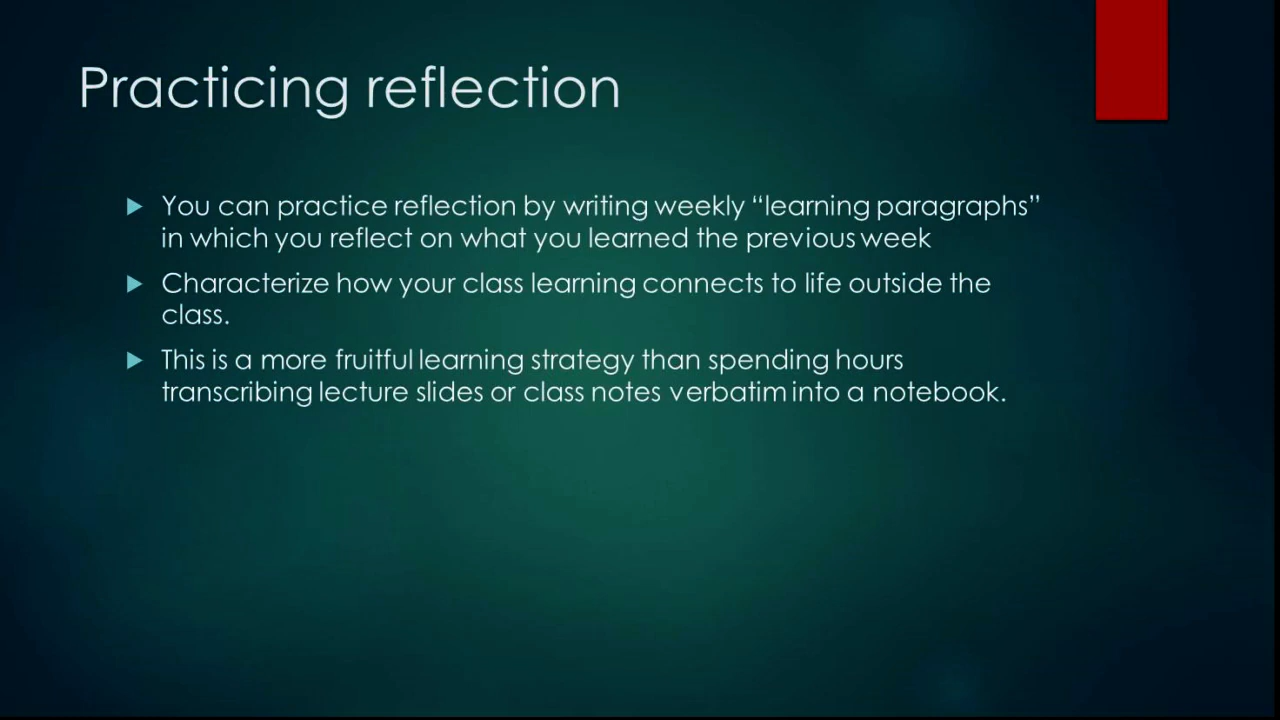 Practicing reflection
You can practice reflection by writing weekly “learning paragraphs”
in which you reflect on what you learned the previous week
Characterize how your class learning connects to life outside the
class.
This is a more fruitful learning strategy than spending hours
transcribing lecture slides or class notes verbatim into a notebook.